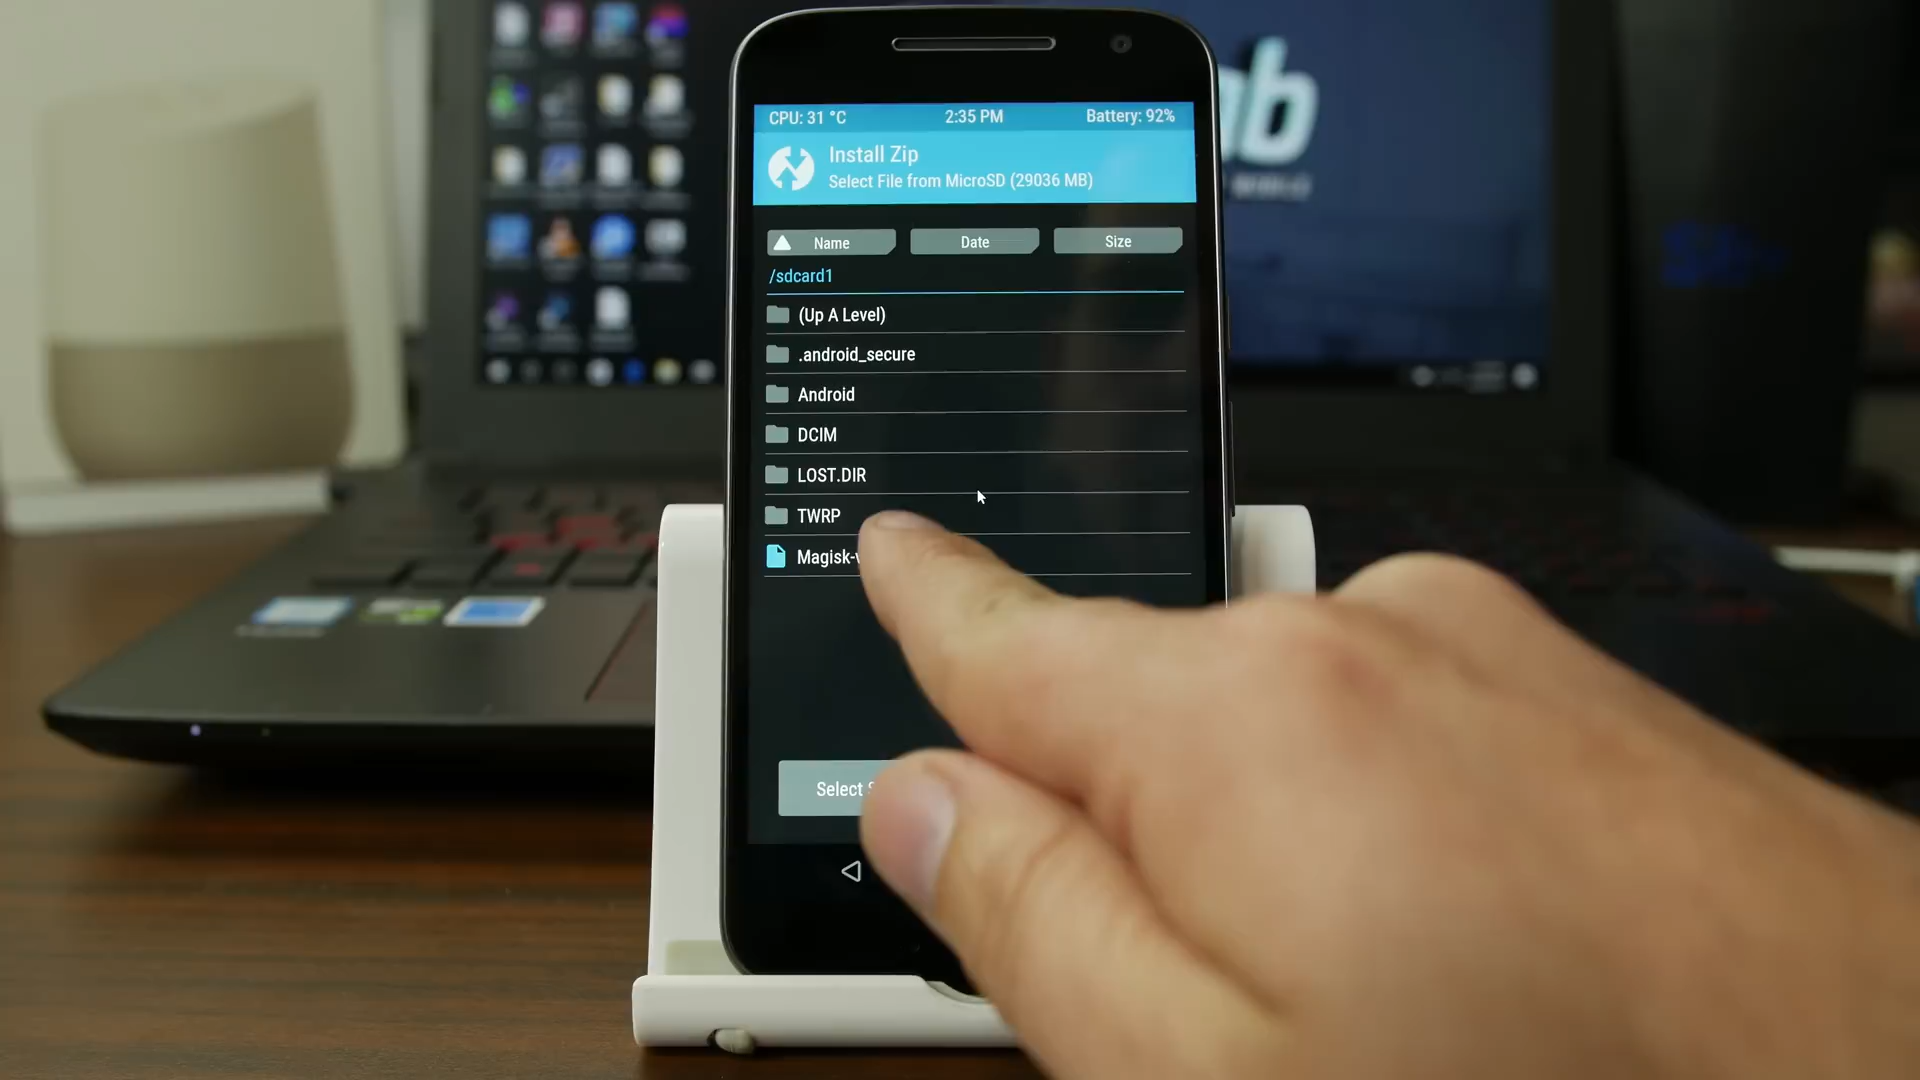 CPU: 31 °C 2:35 PM Battery: 92%
Install Zip
Select File from MicroSD (29036 MB)
Name Date Size
/sdcard1
(Up A Level)
.android_secure
Android
DCIM
LOST.DIR
TWRP
Magisk-v
Select